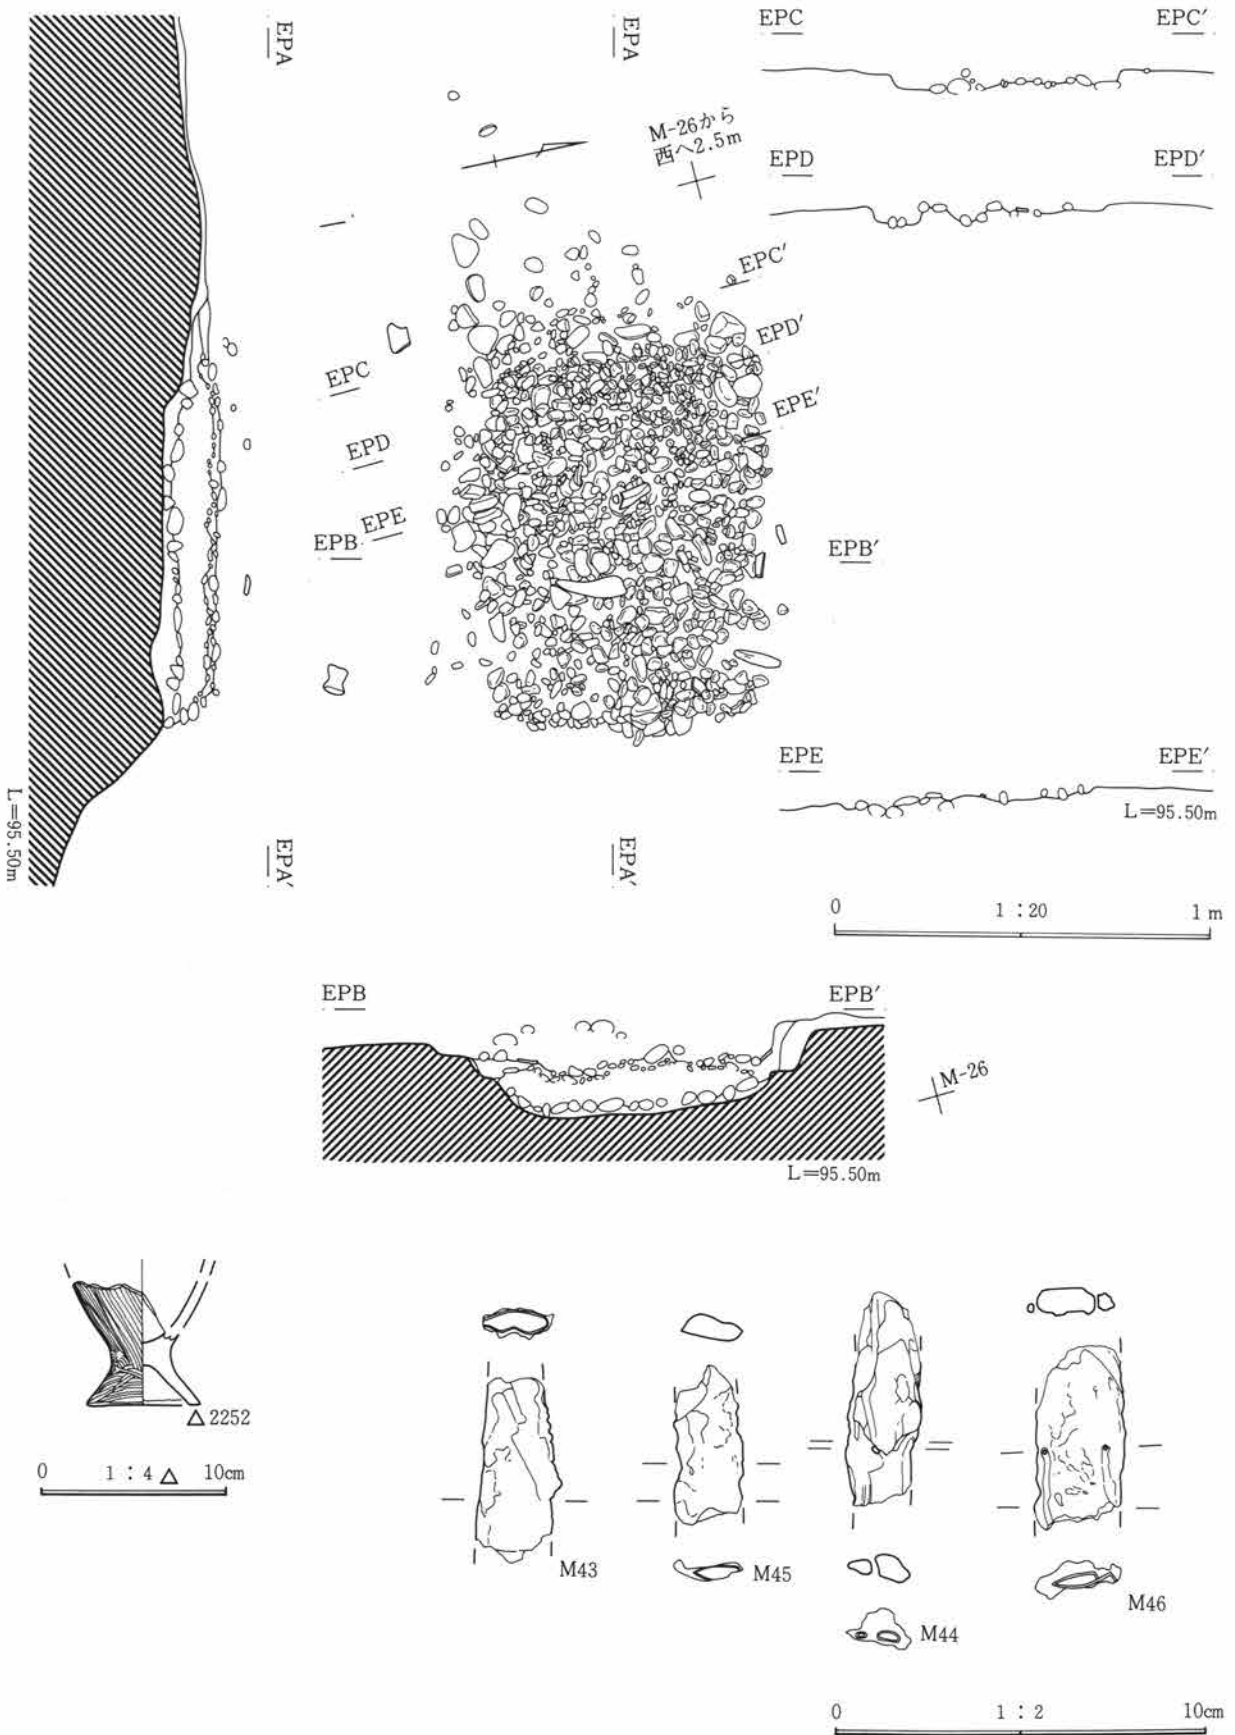 EPA
EPA
EPC
EPC′
M-26から
西へ2.5m
EPD
EPD′
EPC′
EPD′
EPC
EPE′
EPD
EPE
EPB
EPB′
EPE
EPE′
L=95.50m
L=95.50m
EPA′
EPA′
0 1:20 1m
EPB
EPB′
M-26
L=95.50m
△2252
0 1:4△ 10cm
M43
M45
M44
M46
0 1:2 10cm